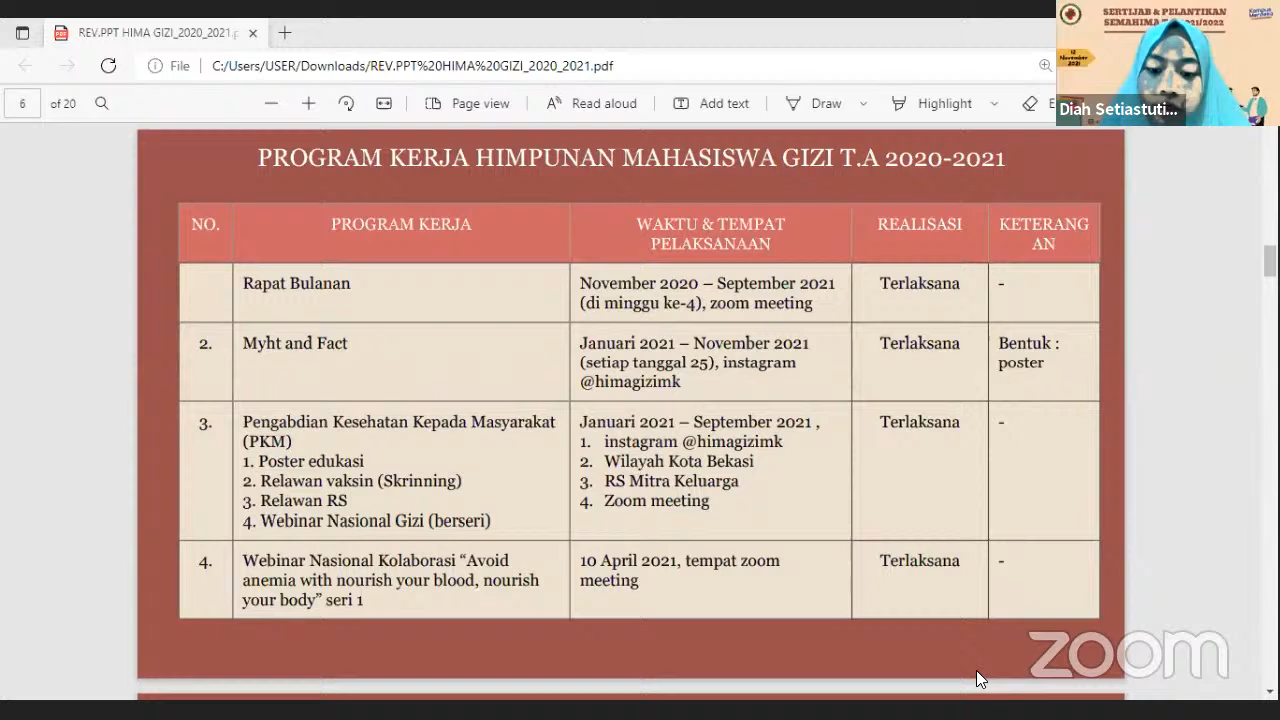 REV.PPT HIMA GIZI_2020_2021.p
File C:/Users/USER/Downloads/REV.PPT%20HIMA%20GIZI_2020_2021.pdf
6 of 20 Page view Read aloud Add text Draw Highlight E
SERTIJAB & PELANTIKAN
Kampus
Merdeka
12
November
2021
Diah Setiastuti...
PROGRAM KERJA HIMPUNAN MAHASISWA GIZI T.A 2020-2021
NO. PROGRAM KERJA WAKTU & TEMPAT REALISASI KETERANG
PELAKSANAAN AN
Rapat Bulanan November 2020 – September 2021 Terlaksana -
(di minggu ke-4), zoom meeting
2. Myht and Fact Januari 2021 – November 2021 Terlaksana Bentuk :
(setiap tanggal 25), instagram poster
@himagizimk
3. Pengabdian Kesehatan Kepada Masyarakat Januari 2021 – September 2021 , Terlaksana -
(PKM) 1. instagram @himagizimk
1. Poster edukasi 2. Wilayah Kota Bekasi
2. Relawan vaksin (Skrinning) 3. RS Mitra Keluarga
3. Relawan RS 4. Zoom meeting
4. Webinar Nasional Gizi (berseri)
4. Webinar Nasional Kolaborasi “Avoid 10 April 2021, tempat zoom Terlaksana -
anemia with nourish your blood, nourish meeting
your body” seri 1
zoom